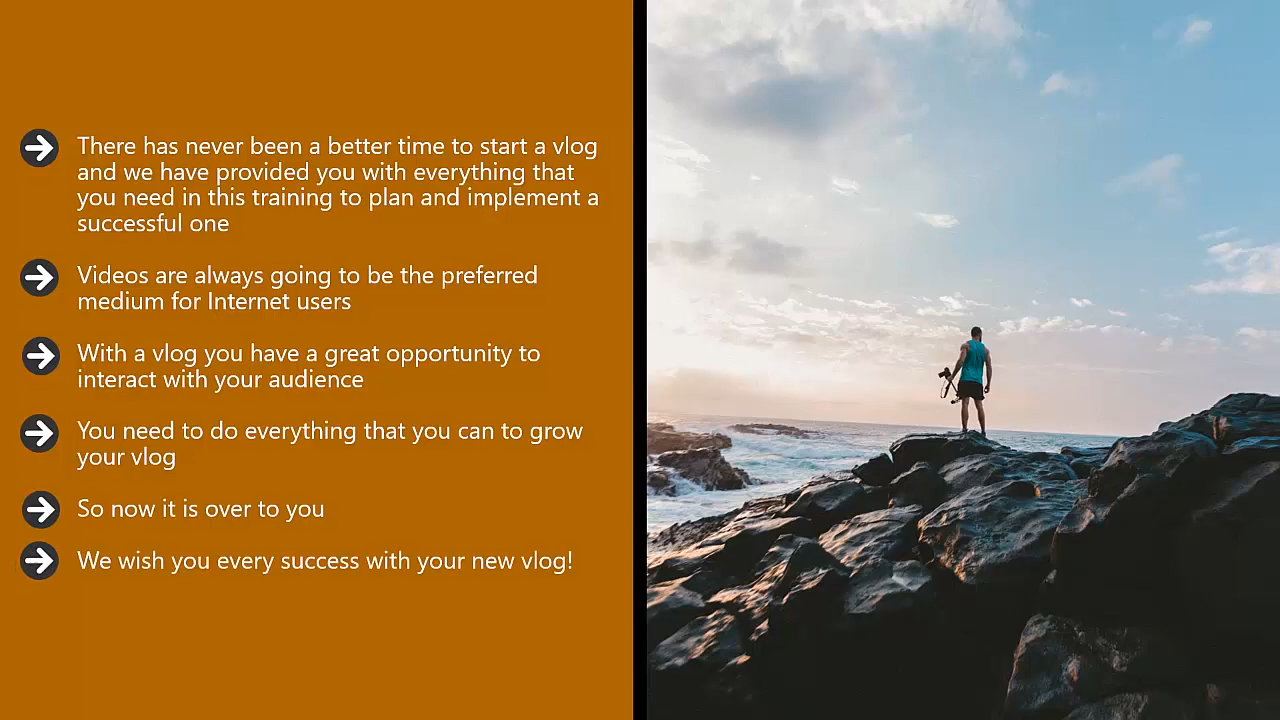 There has never been a better time to start a vlog
and we have provided you with everything that
you need in this training to plan and implement a
successful one
Videos are always going to be the preferred
medium for Internet users
With a vlog you have a great opportunity to
interact with your audience
You need to do everything that you can to grow
your vlog
So now it is over to you
We wish you every success with your new vlog!